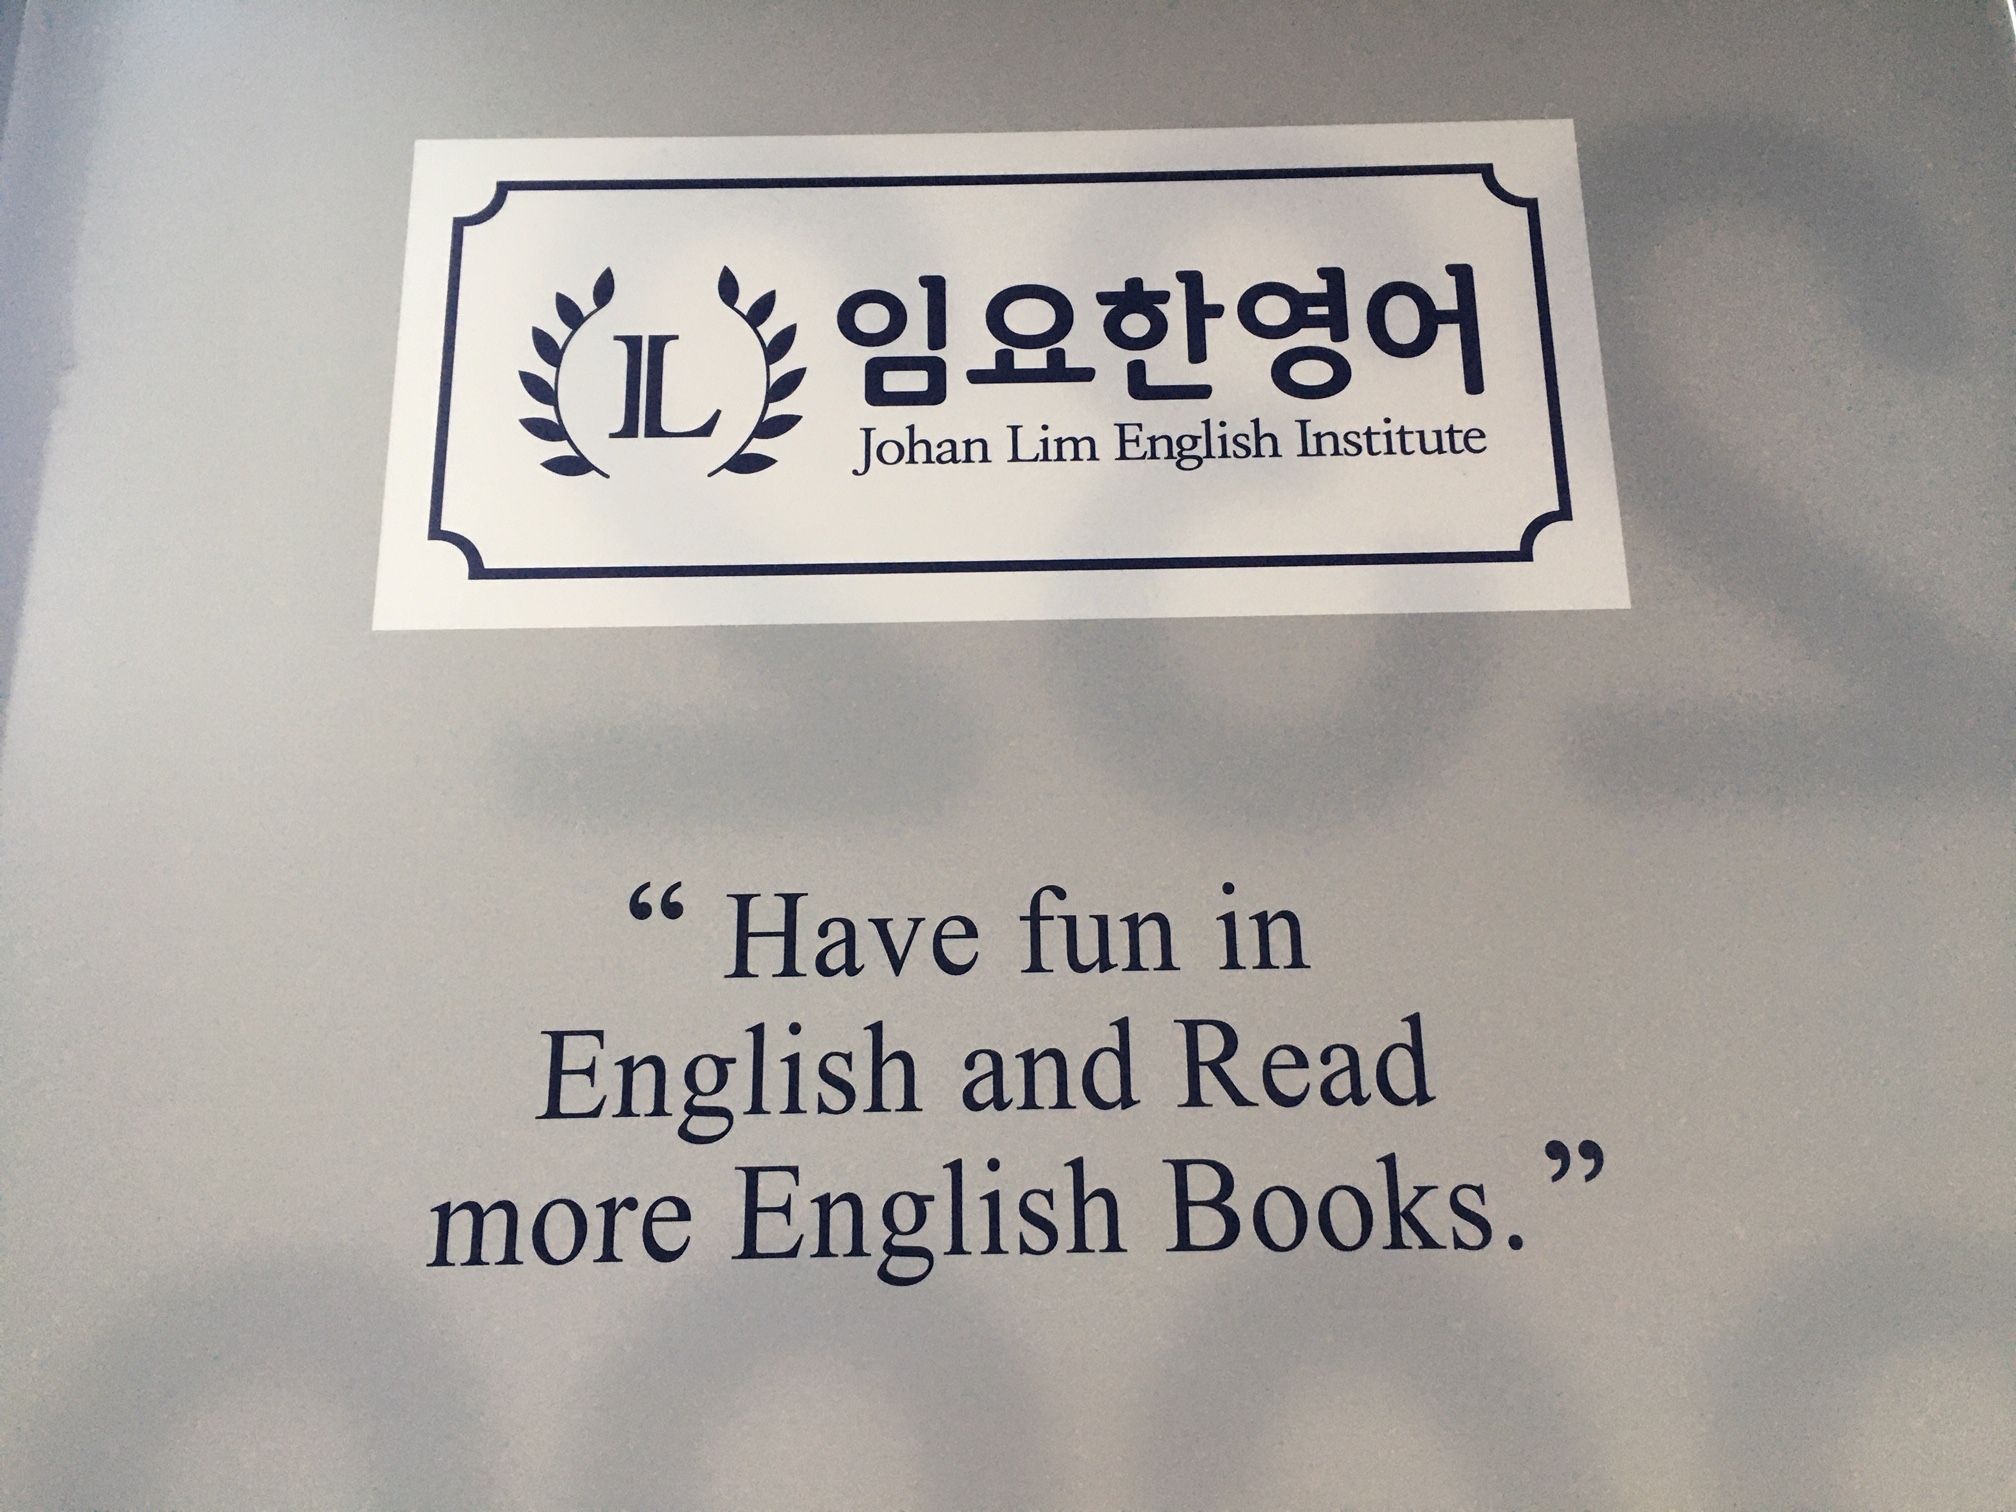 JL
임요한영어
Johan Lim English Institute
“ Have fun in
English and Read
more English Books.”